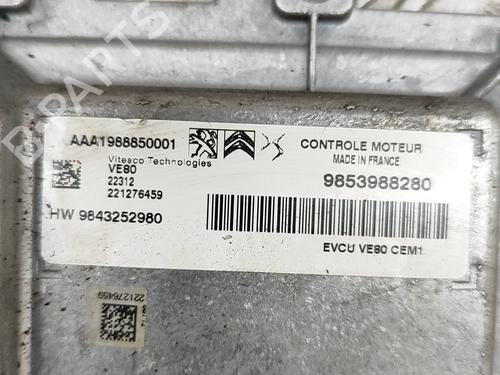 B-PARTS
AAA1988850001
CONTROLE MOTEUR
MADE IN FRANCE
Vitesco Technologies
VE80
22312
221276459
9853988280
HW 9843252980
EVCU VE80 CEM1
221276459